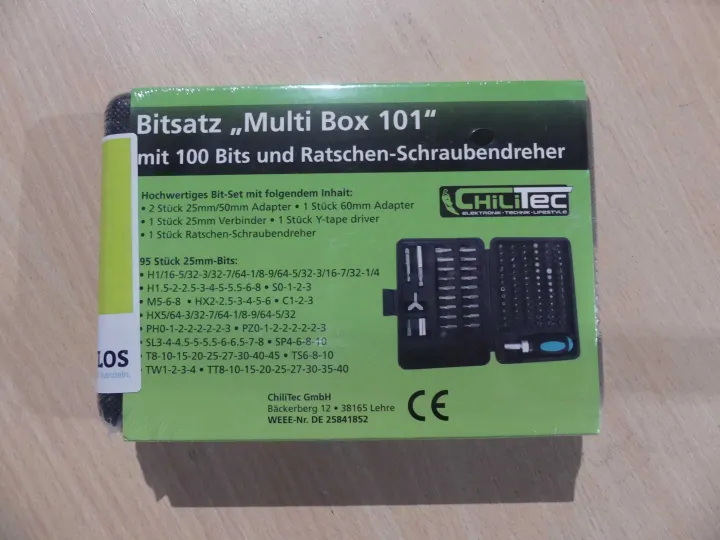 Bitsatz „Multi Box 101“
mit 100 Bits und Ratschen-Schraubendreher
Hochwertiges Bit-Set mit folgendem Inhalt:
• 2 Stück 25mm/50mm Adapter • 1 Stück 60mm Adapter
• 1 Stück 25mm Verbinder • 1 Stück Y-tape driver
• 1 Stück Ratschen-Schraubendreher
CHILITEC
ELEKTRONIK-TECHNIK-LIFESTYLE
95 Stück 25mm-Bits:
• H1/16-5/32-3/32-7/64-1/8-9/64-5/32-3/16-7/32-1/4
• H1.5-2-2.5-3-4-5-5.5-6-8 • S0-1-2-3
• M5-6-8 • HX2-2.5-3-4-5-6 • C1-2-3
• HX5/64-3/32-7/64-1/8-9/64-5/32
• PH0-1-2-2-2-2-2-3 • PZ0-1-2-2-2-2-2-3
• SL3-4-4.5-5-5.5-6-6.5-7-8 • SP4-6-8-10
• T8-10-15-20-25-27-30-40-45 • TS6-8-10
• TW1-2-3-4 • TT8-10-15-20-25-27-30-35-40
LOS
ChiliTec GmbH
Bäckerberg 12 • 38165 Lehre
WEEE-Nr. DE 25841852
CE